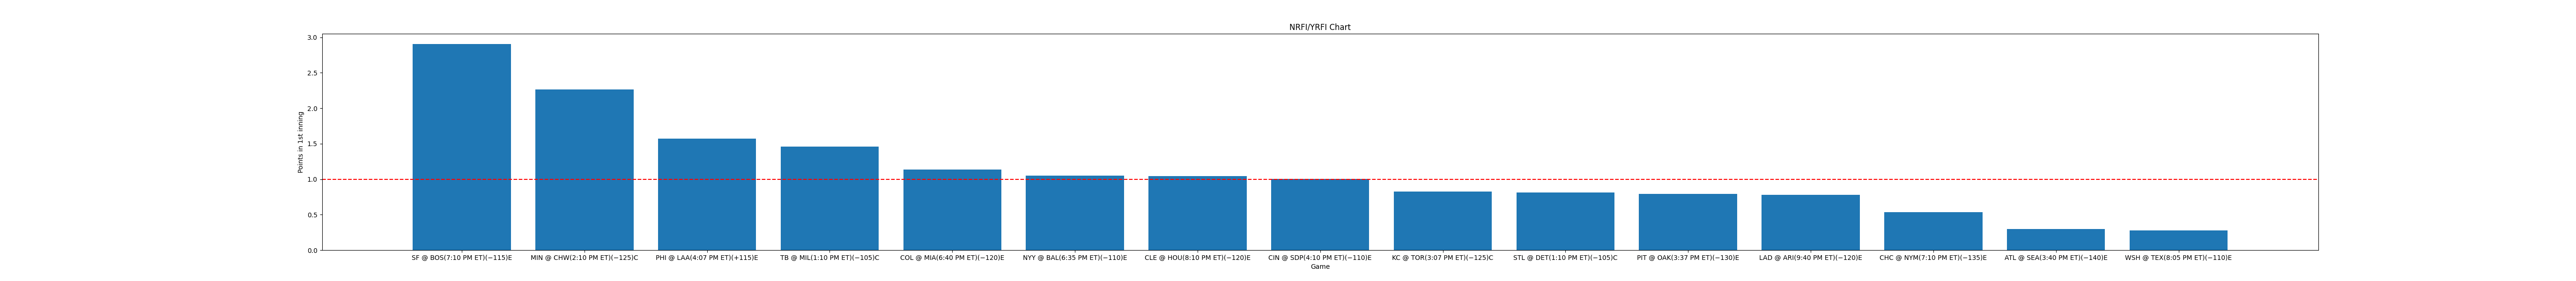 NRFI/YRFI Chart
3.0
2.5
2.0
1.5
1.0
0.5
0.0
Points in 1st inning
SF @ BOS(7:10 PM ET)(−115)E
MIN @ CHW(2:10 PM ET)(−125)C
PHI @ LAA(4:07 PM ET)(+115)E
TB @ MIL(1:10 PM ET)(−105)C
COL @ MIA(6:40 PM ET)(−120)E
NYY @ BAL(6:35 PM ET)(−110)E
CLE @ HOU(8:10 PM ET)(−120)E
CIN @ SDP(4:10 PM ET)(−110)E
KC @ TOR(3:07 PM ET)(−125)C
STL @ DET(1:10 PM ET)(−105)C
PIT @ OAK(3:37 PM ET)(−130)E
LAD @ ARI(9:40 PM ET)(−120)E
CHC @ NYM(7:10 PM ET)(−135)E
ATL @ SEA(3:40 PM ET)(−140)E
WSH @ TEX(8:05 PM ET)(−110)E
Game